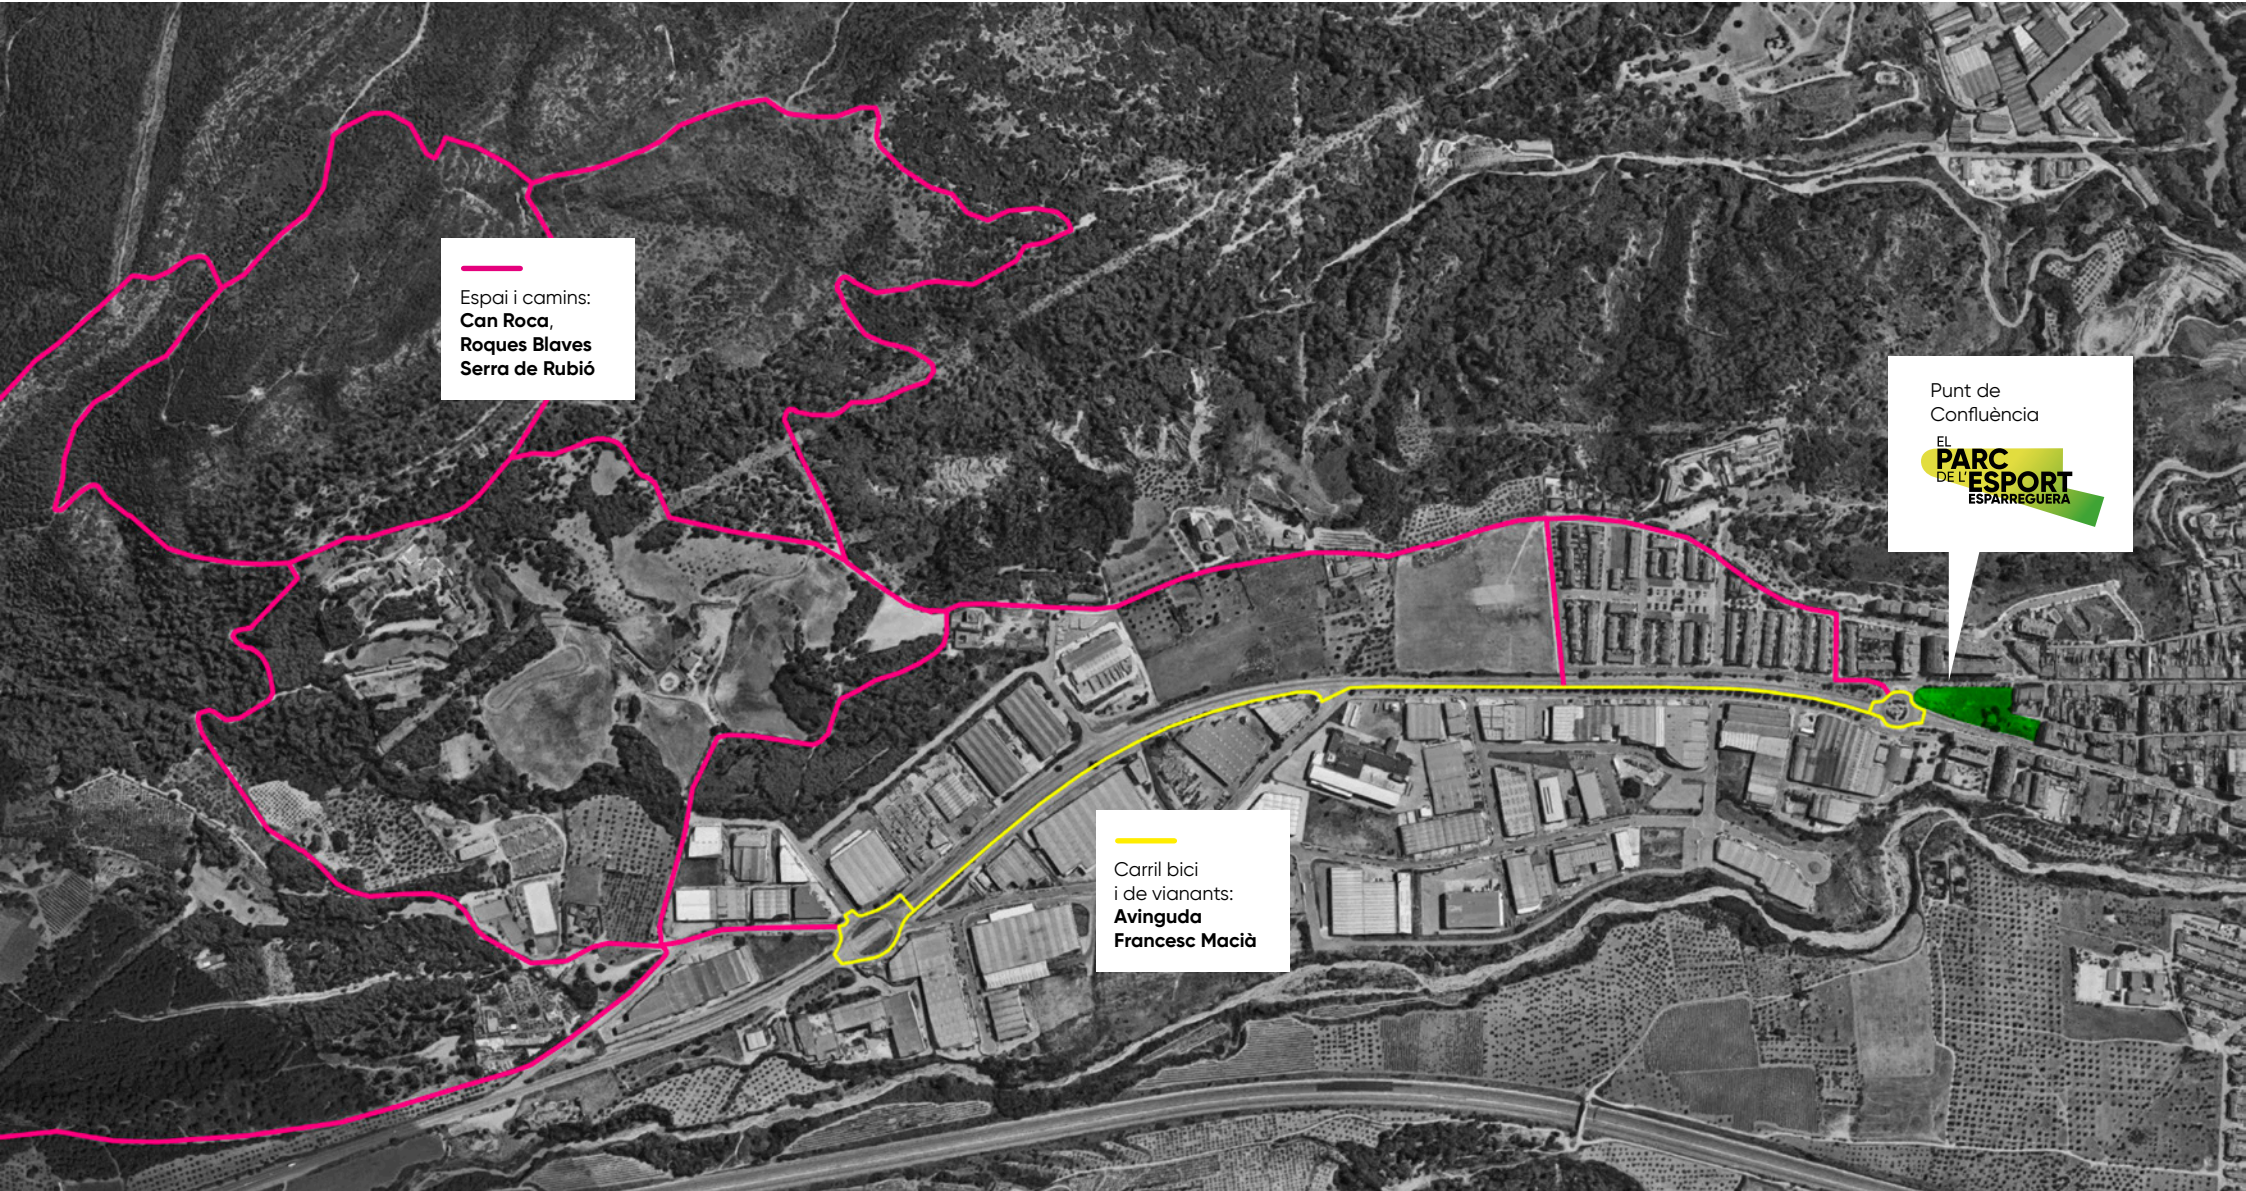 Espai i camins:
Can Roca,
Roques Blaves
Serra de Rubió
Punt de
Confluència
EL
PARC
DE L'ESPORT
ESPARREGUERA
Carril bici
i de vianants:
Avinguda
Francesc Macià